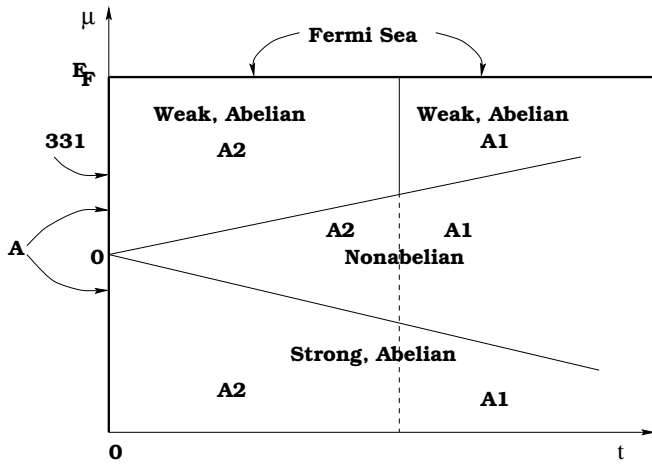 μ
Fermi Sea
E_F
Weak, Abelian
Weak, Abelian
331
A2
A1
A2
A1
A
0
Nonabelian
Strong, Abelian
A2
A1
0
t